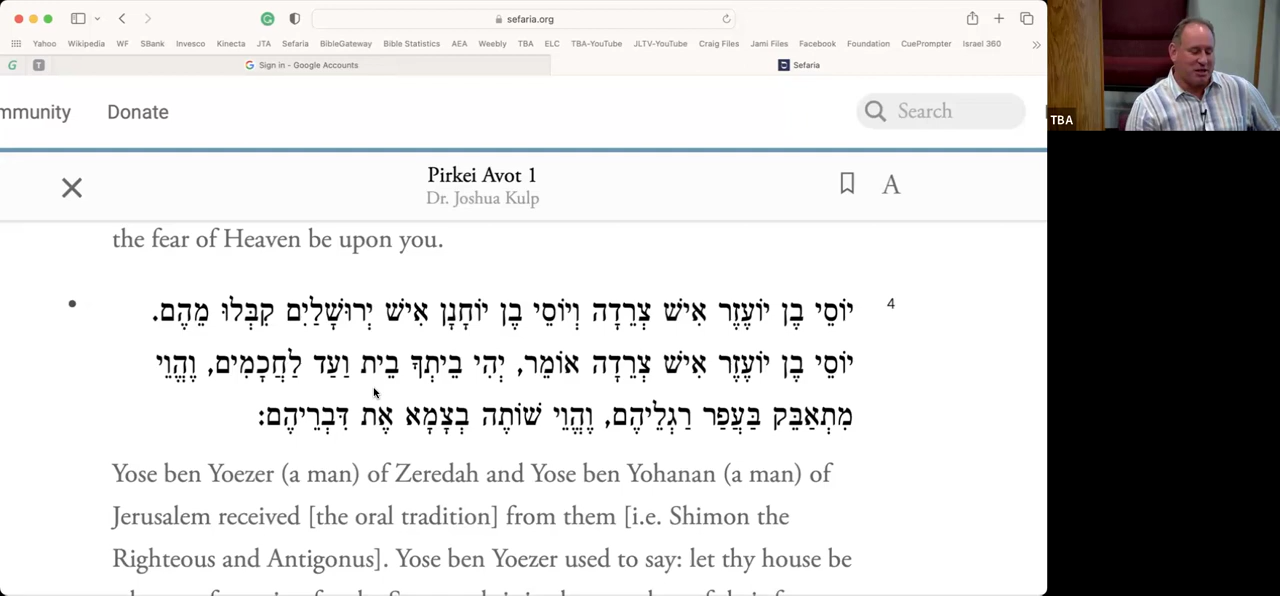 sefaria.org
Yahoo Wikipedia WF SBank Invesco Kinecta JTA Sefaria BibleGateway Bible Statistics AEA Weebly TBA ELC TBA-YouTube JLTV-YouTube Craig Files Jami Files Facebook Foundation CuePrompter Israel 360 »
G T G Sign in - Google Accounts Sefaria
mmunity Donate Search
TBA
Pirkei Avot 1
A
Dr. Joshua Kulp
the fear of Heaven be upon you.
4
יוֹסֵי בֶן יוֹעֶזֶר אִישׁ צְרֵדָה וְיוֹסֵי בֶן יוֹחָנָן אִישׁ יְרוּשָׁלַיִם קִבְּלוּ מֵהֶם.
יוֹסֵי בֶן יוֹעֶזֶר אִישׁ צְרֵדָה אוֹמֵר, יְהִי בֵיתְךָ בֵית וַעַד לַחֲכָמִים, וֶהֱוֵי
מִתְאַבֵּק בַּעֲפַר רַגְלֵיהֶם, וֶהֱוֵי שׁוֹתֶה בְצָמָא אֶת דִּבְרֵיהֶם:
Yose ben Yoezer (a man) of Zeredah and Yose ben Yohanan (a man) of
Jerusalem received [the oral tradition] from them [i.e. Shimon the
Righteous and Antigonus]. Yose ben Yoezer used to say: let thy house be